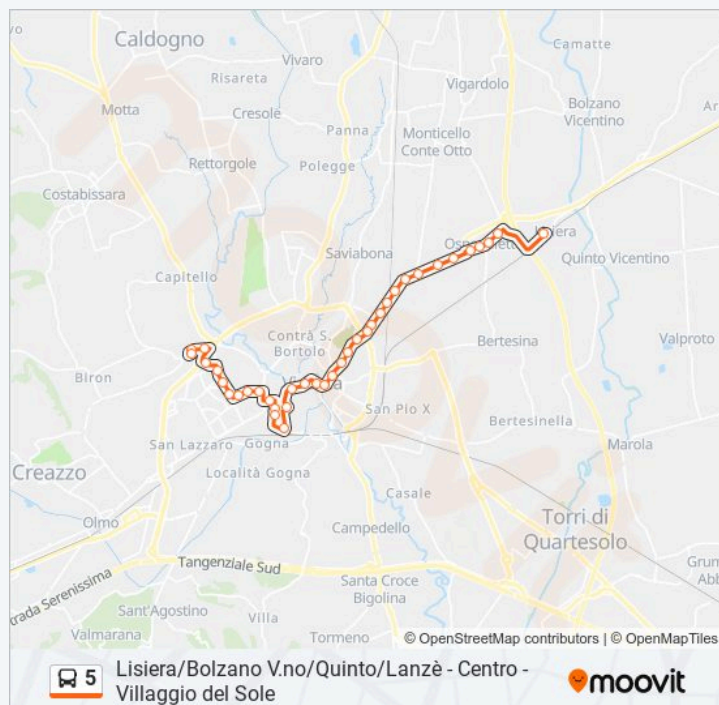 Caldogno
Camatte
Vivaro
Risareta
Vigardolo
Motta
Cresole
Bolzano
Vicentino
Panna
Monticello
Conte Otto
Rettorgole
Polegge
Costabissara
Saviabona
Quinto Vicentino
Capitello
Contrà S.
Bortolo
Bertesina
Valproto
Biron
San Pio X
Bertesinella
San Lazzaro
Gogna
Marola
Creazzo
Località Gogna
Casale
Torri di
Quartesolo
Olmo
Campedello
Tangenziale Sud
Santa Croce
Bigolina
Sant'Agostino
Villa
Valmarana
Tormeno
© OpenStreetMap contributors | © OpenMapTiles
5
Lisiera/Bolzano V.no/Quinto/Lanzè - Centro -
Villaggio del Sole
moovit